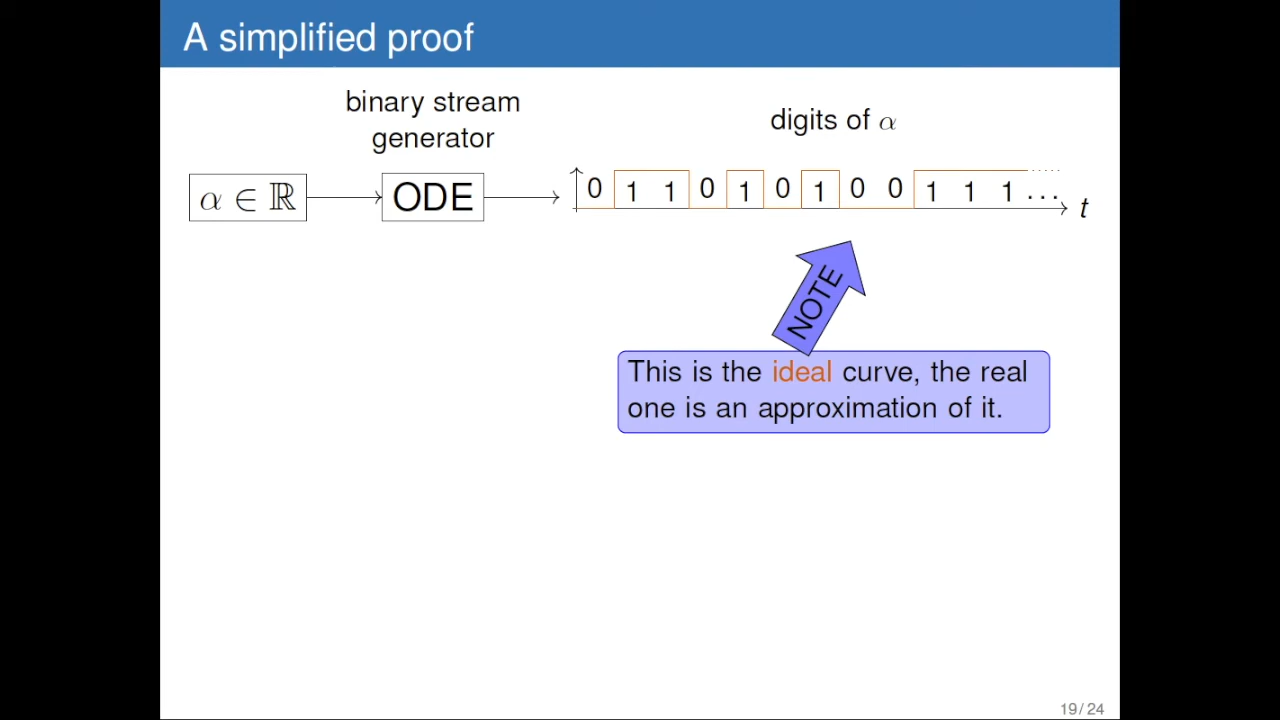 A simplified proof
binary stream
generator
digits of α
α ∈ ℝ
ODE
0 1 1 0 1 0 1 0 0 1 1 1 ...
t
NOTE
This is the ideal curve, the real
one is an approximation of it.
19/24